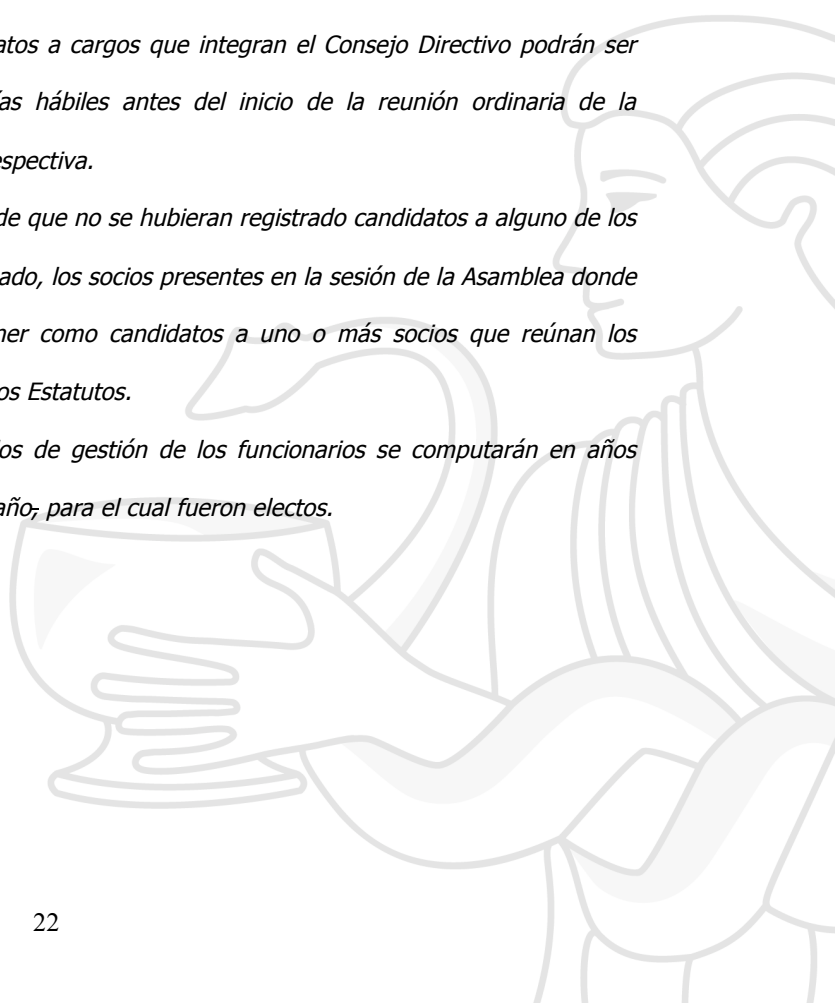 atos a cargos que integran el Consejo Directivo podrán ser
ías hábiles antes del inicio de la reunión ordinaria de la
espectiva.
de que no se hubieran registrado candidatos a alguno de los
ado, los socios presentes en la sesión de la Asamblea donde
ner como candidatos a uno o más socios que reúnan los
os Estatutos.
os de gestión de los funcionarios se computarán en años
año, para el cual fueron electos.
22